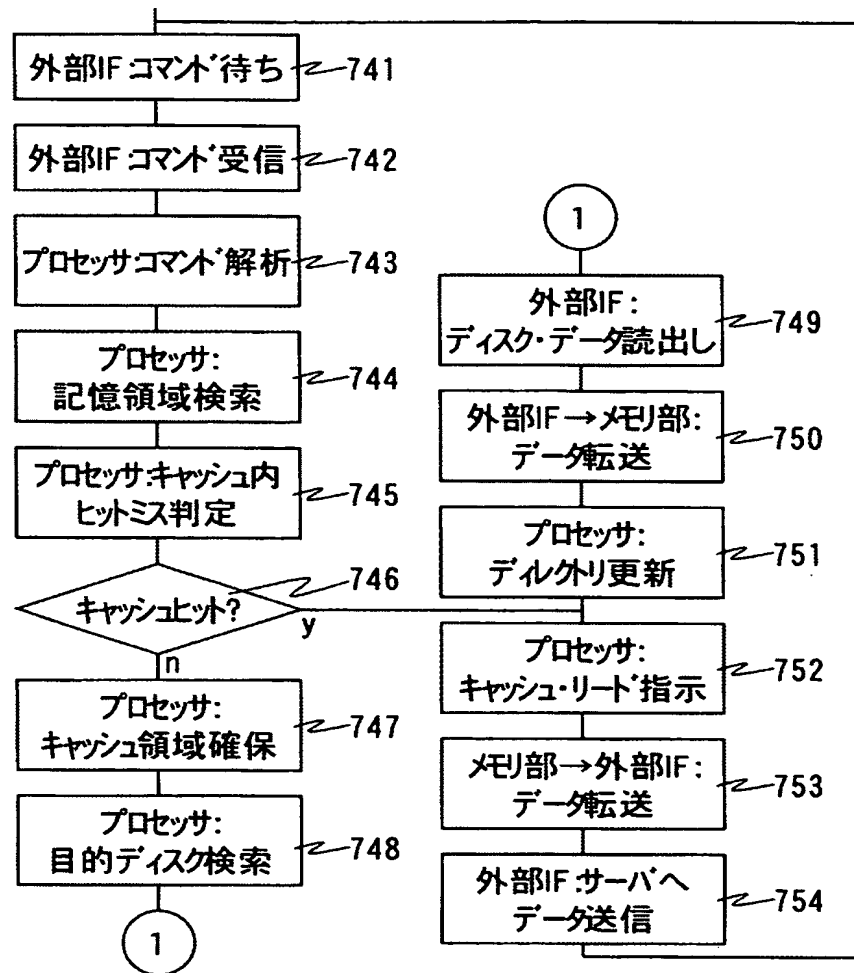 外部IF:コマンド待ち 741
外部IF:コマンド受信 742
プロセッサ:コマンド解析 743
プロセッサ:
記憶領域検索 744
プロセッサ:キャッシュ内
ヒットミス判定 745
746
キャッシュヒット?
y
n
プロセッサ:
キャッシュ領域確保 747
プロセッサ:
目的ディスク検索 748
1
1
外部IF:
ディスク・データ読出し 749
外部IF→メモリ部:
データ転送 750
プロセッサ:
ディレクトリ更新 751
プロセッサ:
キャッシュ・リード指示 752
メモリ部→外部IF:
データ転送 753
外部IF:サーバへ
データ送信 754